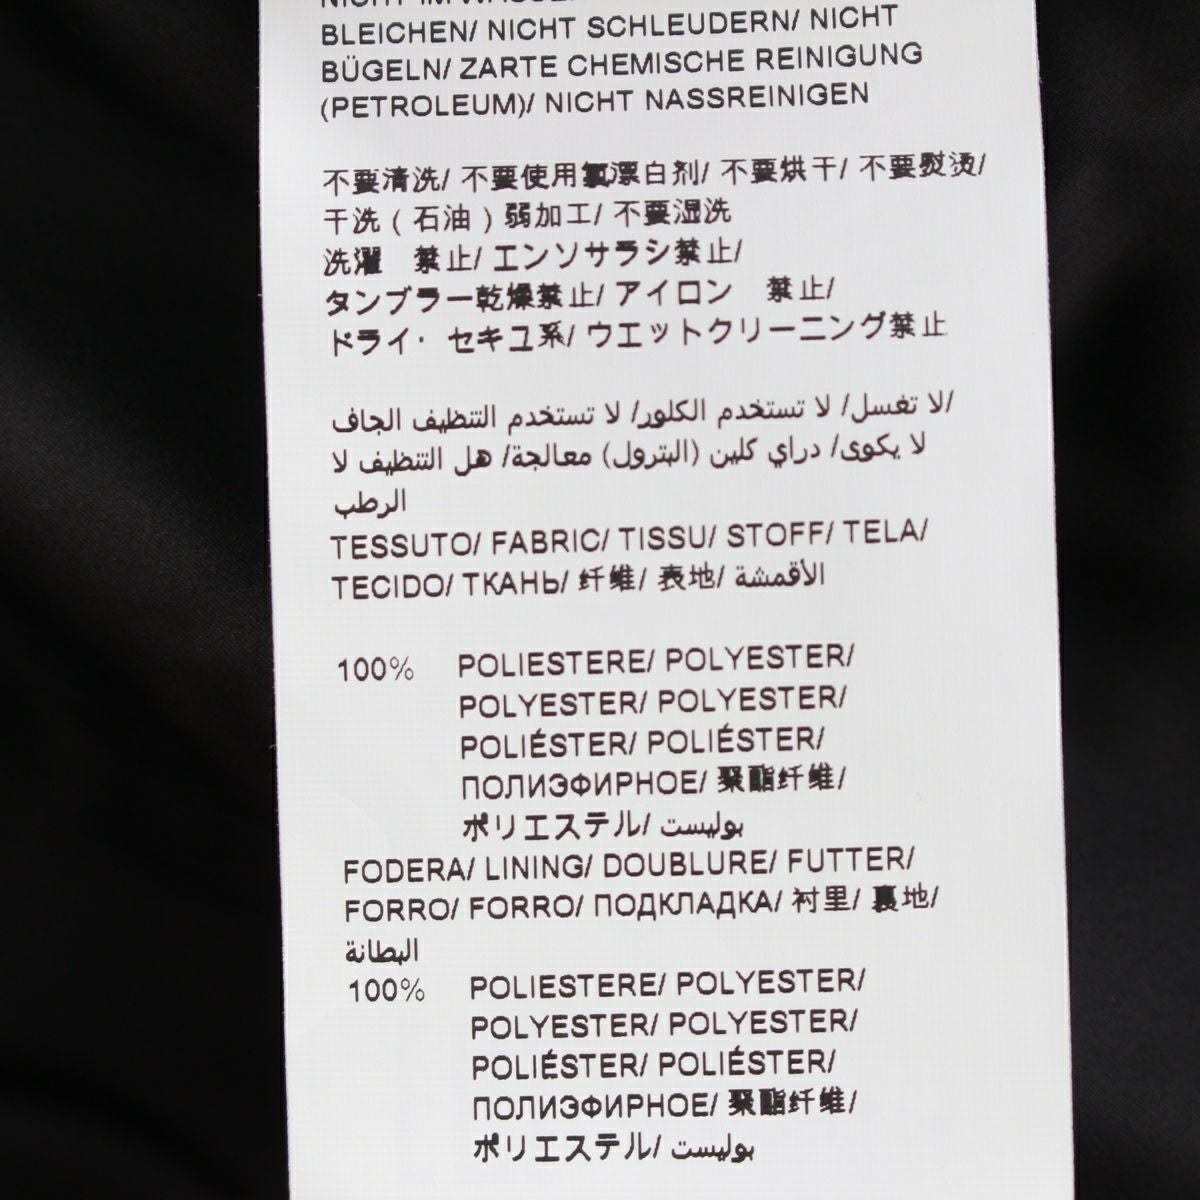 NICHT IM WASSER
BLEICHEN/ NICHT SCHLEUDERN/ NICHT
BÜGELN/ ZARTE CHEMISCHE REINIGUNG
(PETROLEUM)/ NICHT NASSREINIGEN
不要清洗/ 不要使用氯漂白剂/ 不要烘干/ 不要熨烫/
干洗（石油）弱加工/ 不要湿洗
洗濯　禁止/ エンソサラシ禁止/
タンブラー乾燥禁止/ アイロン　禁止/
ドライ・ セキユ系/ ウエットクリーニング禁止
لا تغسل/ لا تستخدم الكلور/ لا تستخدم التنظيف الجاف/
لا يكوى/ دراي كلين (البترول) معالجة/ هل التنظيف لا
الرطب
TESSUTO/ FABRIC/ TISSU/ STOFF/ TELA/
TECIDO/ ТКАНЬ/ 纤维/ 表地/ الأقمشة
100% POLIESTERE/ POLYESTER/
POLYESTER/ POLYESTER/
POLIÉSTER/ POLIÉSTER/
ПОЛИЭФИРНОЕ/ 聚酯纤维/
ポリエステル/ بوليست
FODERA/ LINING/ DOUBLURE/ FUTTER/
FORRO/ FORRO/ ПОДКЛАДКА/ 衬里/ 裏地/
البطانة
100% POLIESTERE/ POLYESTER/
POLYESTER/ POLYESTER/
POLIÉSTER/ POLIÉSTER/
ПОЛИЭФИРНОЕ/ 聚酯纤维/
ポリエステル/ بوليست